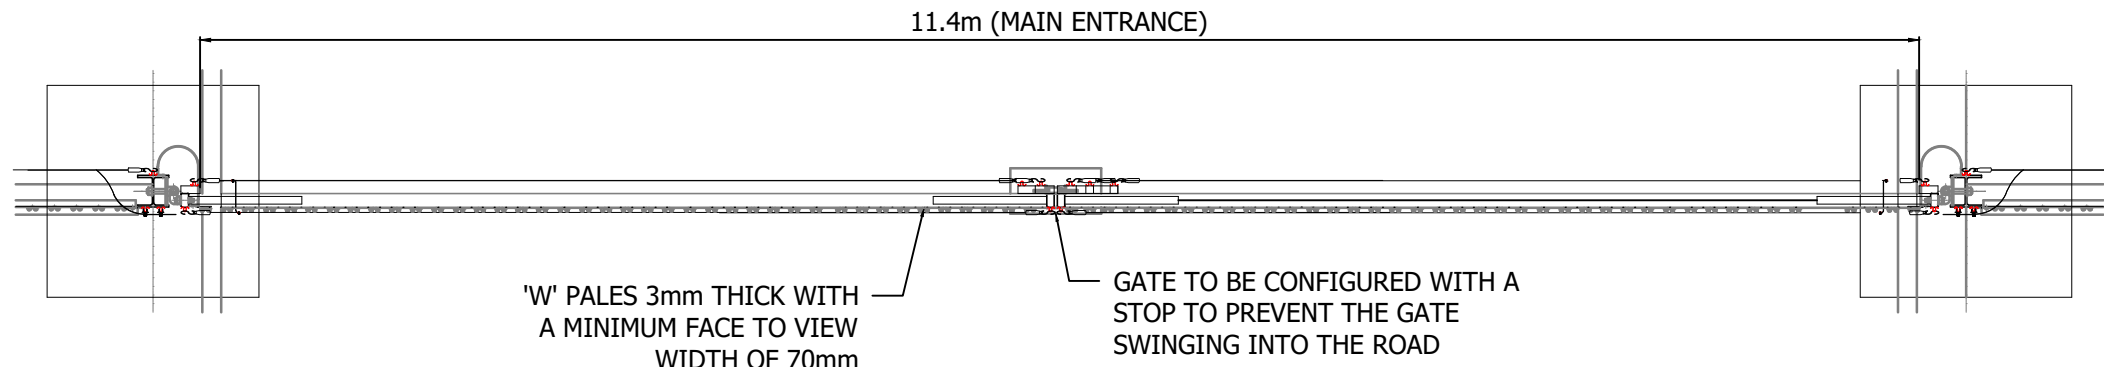 11.4m (MAIN ENTRANCE)
'W' PALES 3mm THICK WITH
A MINIMUM FACE TO VIEW
WIDTH OF 70mm
GATE TO BE CONFIGURED WITH A
STOP TO PREVENT THE GATE
SWINGING INTO THE ROAD